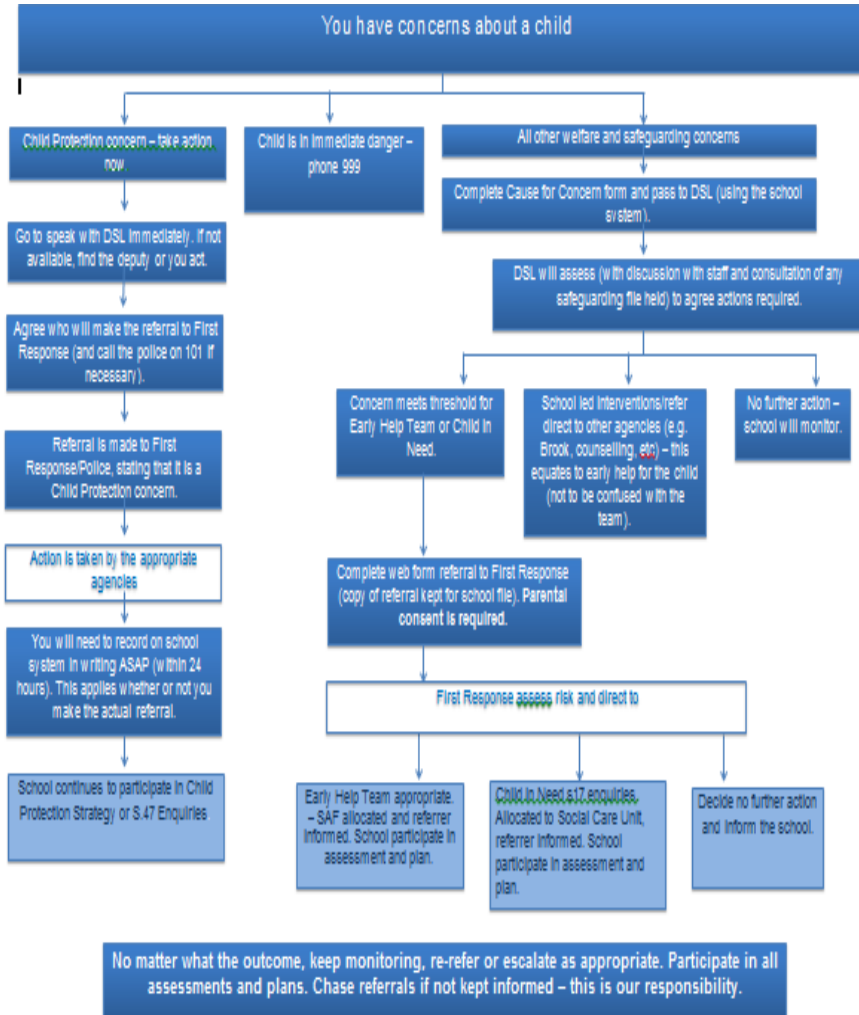 You have concerns about a child
Child Protection concern – take action
now.
Child is in immediate danger –
phone 999
All other welfare and safeguarding concerns
Complete Cause for Concern form and pass to DSL (using the school
system).
Go to speak with DSL immediately. If not
available, find the deputy or you act.
DSL will assess (with discussion with staff and consultation of any
safeguarding file held) to agree actions required.
Agree who will make the referral to First
Response (and call the police on 101 if
necessary).
Concern meets threshold for
Early Help Team or Child in
Need.
School led interventions/refer
direct to other agencies (e.g.
Brook, counselling, etc) – this
equates to early help for the child
(not to be confused with the
team).
No further action –
school will monitor.
Referral is made to First
Response/Police, stating that it is a
Child Protection concern.
Action is taken by the appropriate
agencies
Complete web form referral to First Response
(copy of referral kept for school file). Parental
consent is required.
You will need to record on school
system in writing ASAP (within 24
hours). This applies whether or not you
make the actual referral.
First Response assess risk and direct to
School continues to participate in Child
Protection Strategy or S.47 Enquiries
Early Help Team appropriate.
– SAF allocated and referrer
informed. School participate in
assessment and plan.
Child in Need s17 enquiries.
Allocated to Social Care Unit,
referrer informed. School
participate in assessment and
plan.
Decide no further action
and inform the school.
No matter what the outcome, keep monitoring, re-refer or escalate as appropriate. Participate in all
assessments and plans. Chase referrals if not kept informed – this is our responsibility.